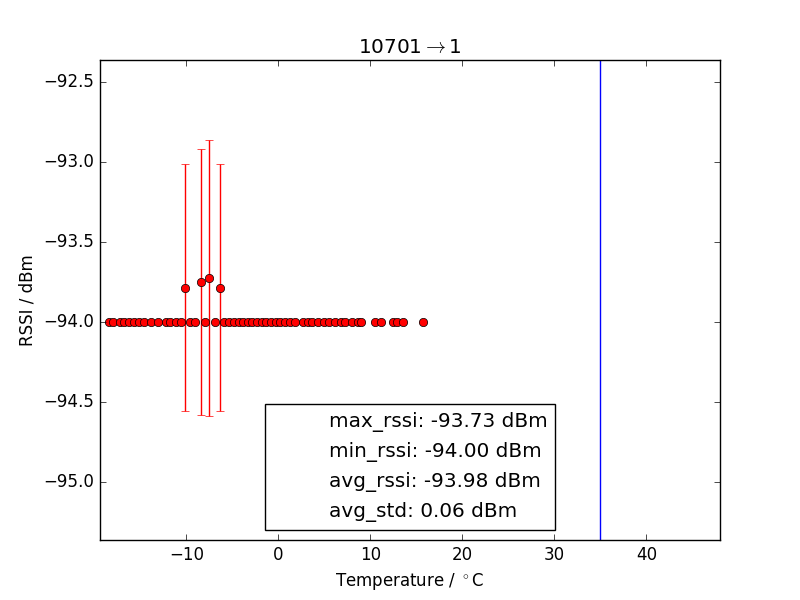 10701→1
−92.5
−93.0
−93.5
−94.0
−94.5
−95.0
RSSI / dBm
max_rssi: -93.73 dBm
min_rssi: -94.00 dBm
avg_rssi: -93.98 dBm
avg_std: 0.06 dBm
−10 0 10 20 30 40
Temperature / °C